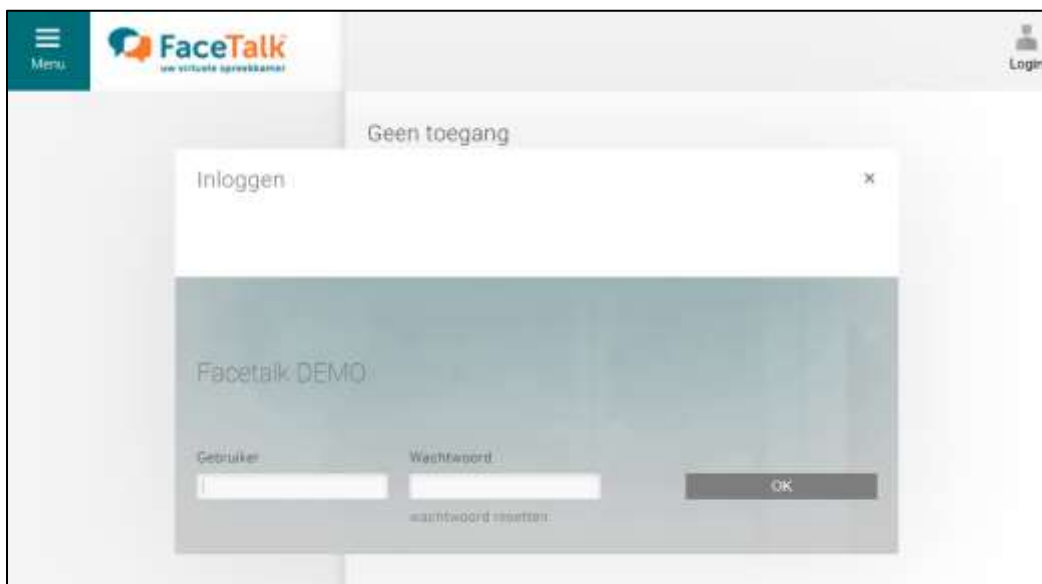 Menu
FaceTalk
uw virtuele spreekkamer
Login
Geen toegang
Inloggen
×
Facetalk DEMO
Gebruiker
Wachtwoord
OK
wachtwoord resetten